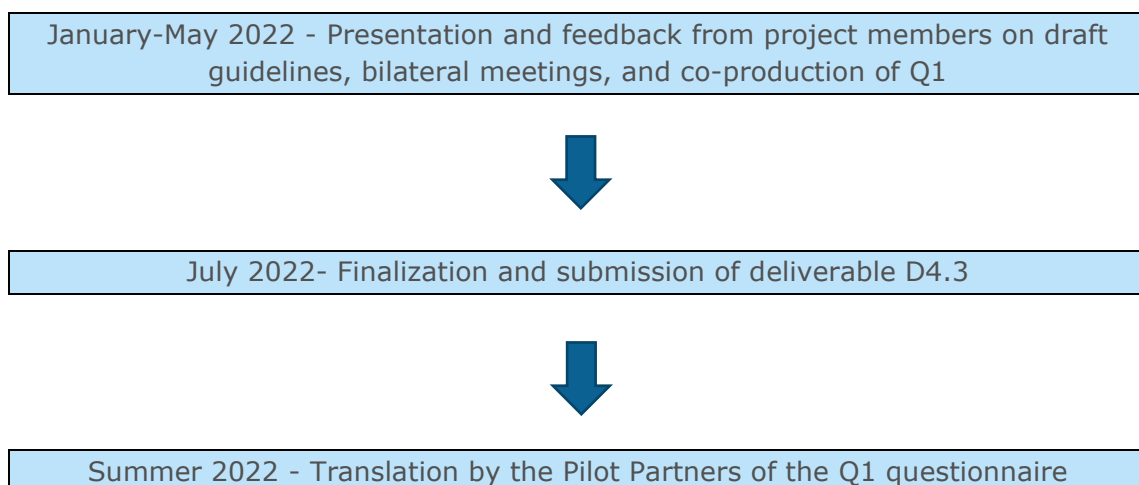 January-May 2022 - Presentation and feedback from project members on draft
guidelines, bilateral meetings, and co-production of Q1
July 2022- Finalization and submission of deliverable D4.3
Summer 2022 - Translation by the Pilot Partners of the Q1 questionnaire